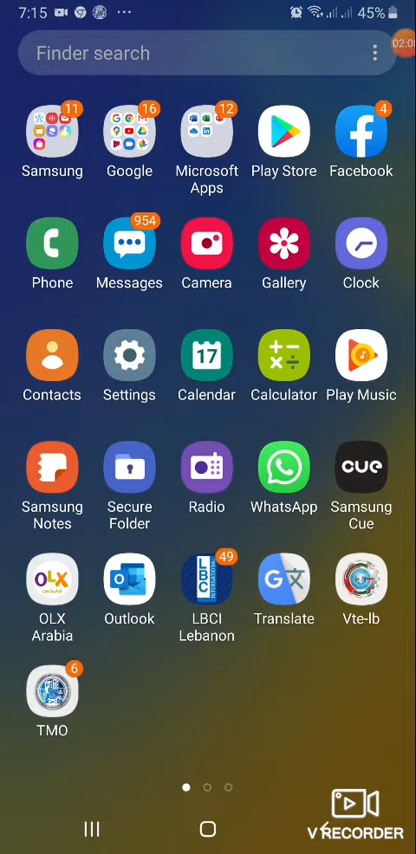 7:15
45%
02:0
Finder search
11
16
12
4
Samsung
Google
Microsoft
Apps
Play Store
Facebook
954
Phone
Messages
Camera
Gallery
Clock
17
Contacts
Settings
Calendar
Calculator
Play Music
CUe
Samsung
Notes
Secure
Folder
Radio
WhatsApp
Samsung
Cue
49
OLX
LBC
OLX
Arabia
Outlook
LBCI
Lebanon
Translate
Vte-lb
6
TMO
V RECORDER